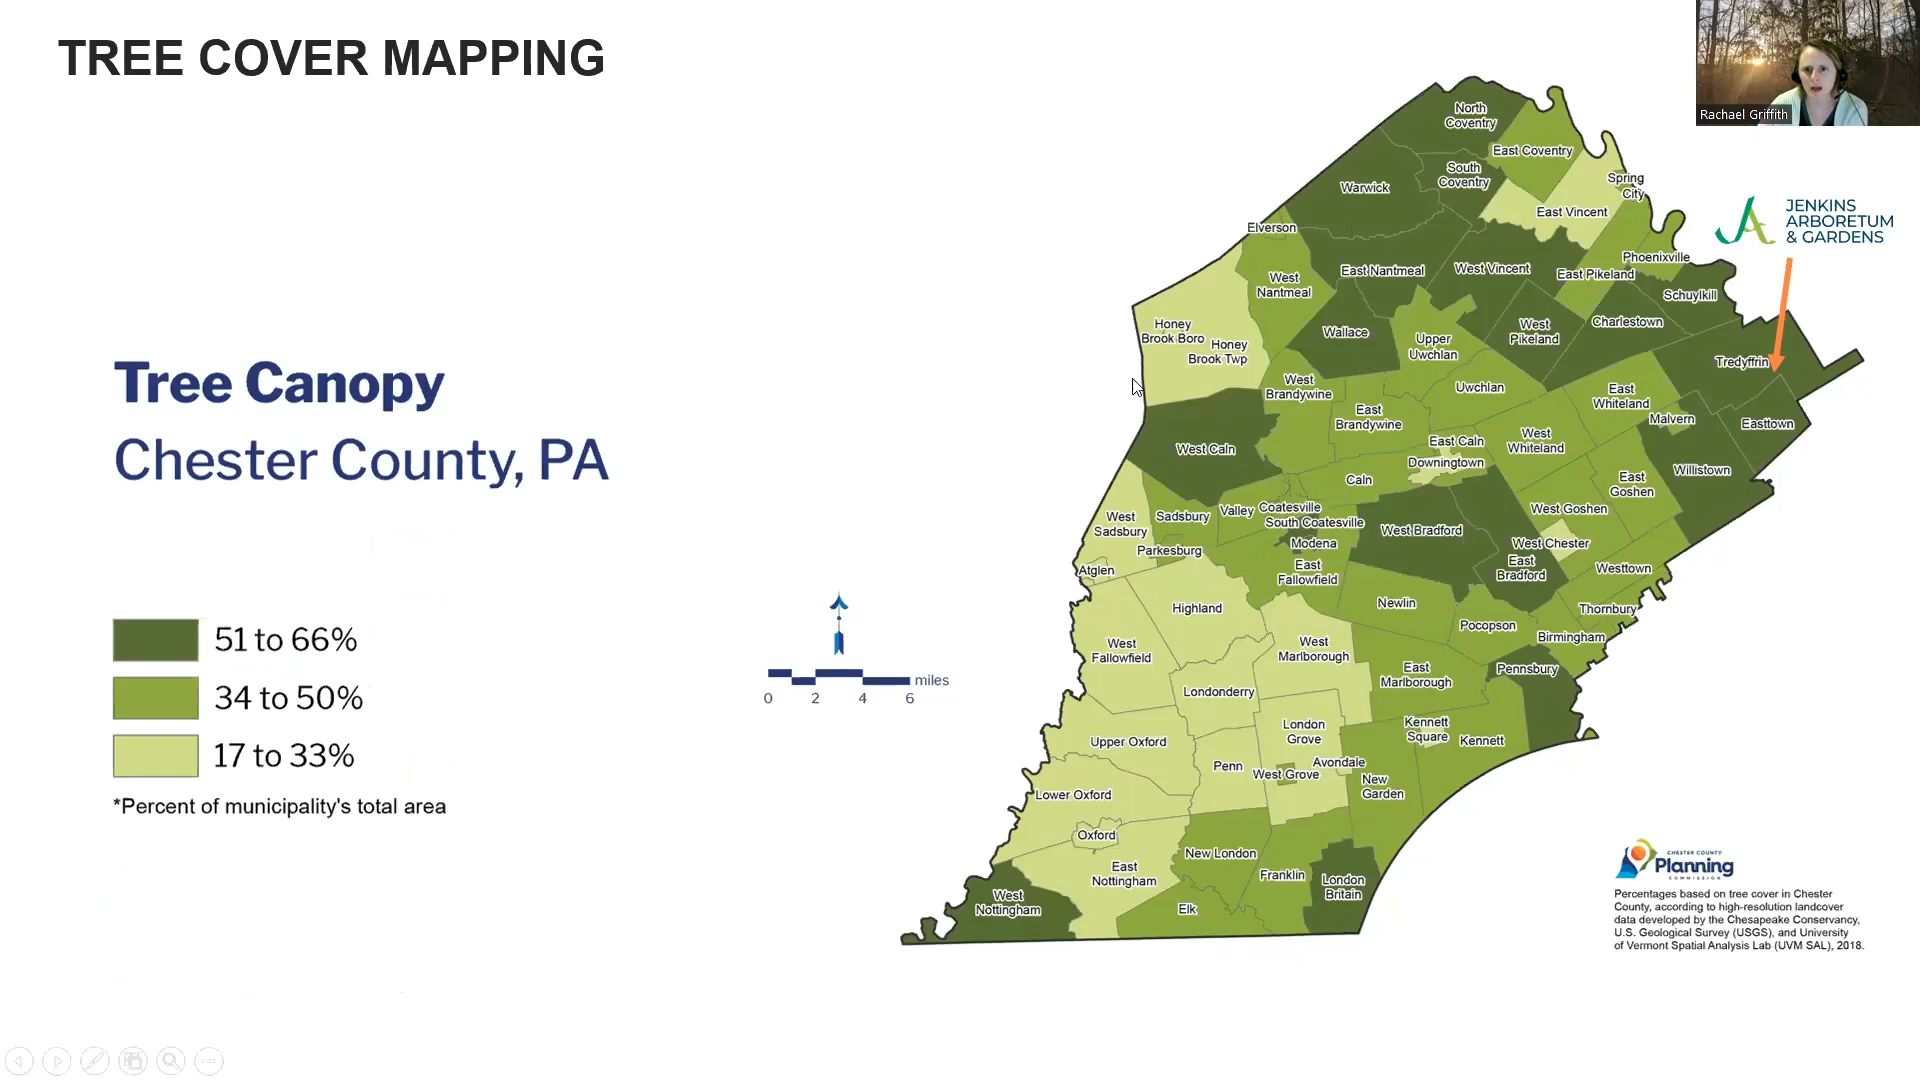 TREE COVER MAPPING
Rachael Griffith
JENKINS
ARBORETUM
& GARDENS
Tree Canopy
Chester County, PA
51 to 66%
34 to 50%
17 to 33%
*Percent of municipality's total area
miles
0 2 4 6
North
Coventry
East Coventry
South
Coventry
Spring
City
Warwick
East Vincent
Elverson
Phoenixville
East Nantmeal
West Vincent
East Pikeland
West
Nantmeal
Schuylkill
Honey
Brook Boro
Honey
Brook Twp
Wallace
Upper
Uwchlan
West
Pikeland
Charlestown
Tredyffrin
West
Brandywine
Uwchlan
East
Whiteland
East
Brandywine
Malvern
Easttown
West Caln
East Caln
Downingtown
West
Whiteland
Willistown
Caln
East
Goshen
West
Sadsbury
Sadsbury
Valley
Coatesville
South Coatesville
West Goshen
West Bradford
Parkesburg
Modena
West Chester
Atglen
East
Fallowfield
East
Bradford
Westtown
Highland
Newlin
Thornbury
Pocopson
Birmingham
West
Fallowfield
West
Marlborough
East
Marlborough
Pennsbury
Londonderry
Upper Oxford
London
Grove
Kennett
Square
Kennett
Penn
West Grove
Avondale
New
Garden
Lower Oxford
Oxford
New London
East
Nottingham
Franklin
London
Britain
West
Nottingham
Elk
CHESTER COUNTY
Planning
COMMISSION
Percentages based on tree cover in Chester
County, according to high-resolution landcover
data developed by the Chesapeake Conservancy,
U.S. Geological Survey (USGS), and University
of Vermont Spatial Analysis Lab (UVM SAL), 2018.